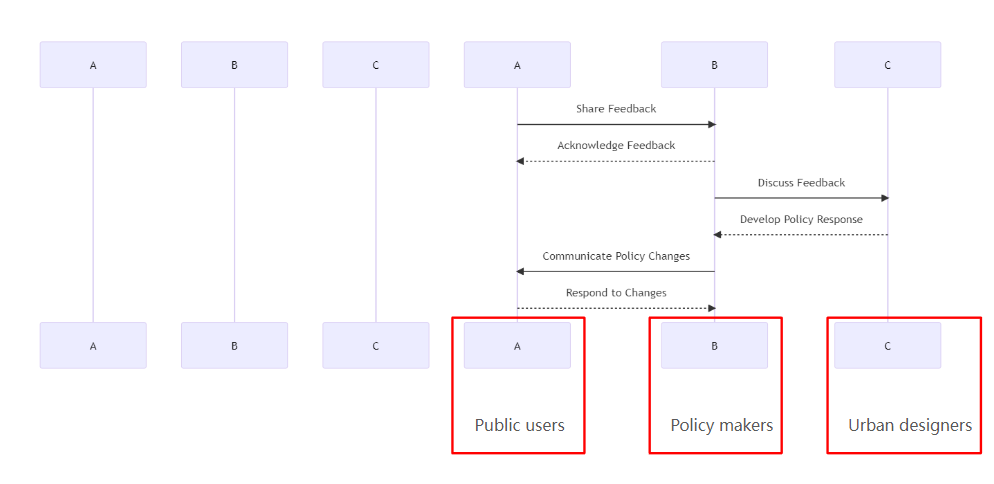 A B C A B C
Share Feedback
Acknowledge Feedback
Discuss Feedback
Develop Policy Response
Communicate Policy Changes
Respond to Changes
A B C A B C
Public users Policy makers Urban designers